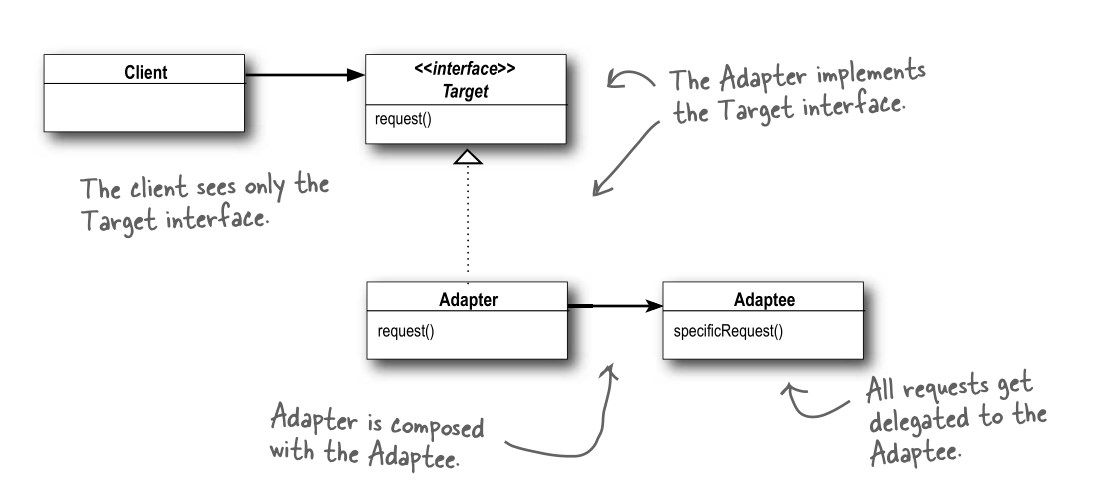 Client
<<interface>>
Target
request()
The Adapter implements
the Target interface.
The client sees only the
Target interface.
Adapter
request()
Adaptee
specificRequest()
Adapter is composed
with the Adaptee.
All requests get
delegated to the
Adaptee.